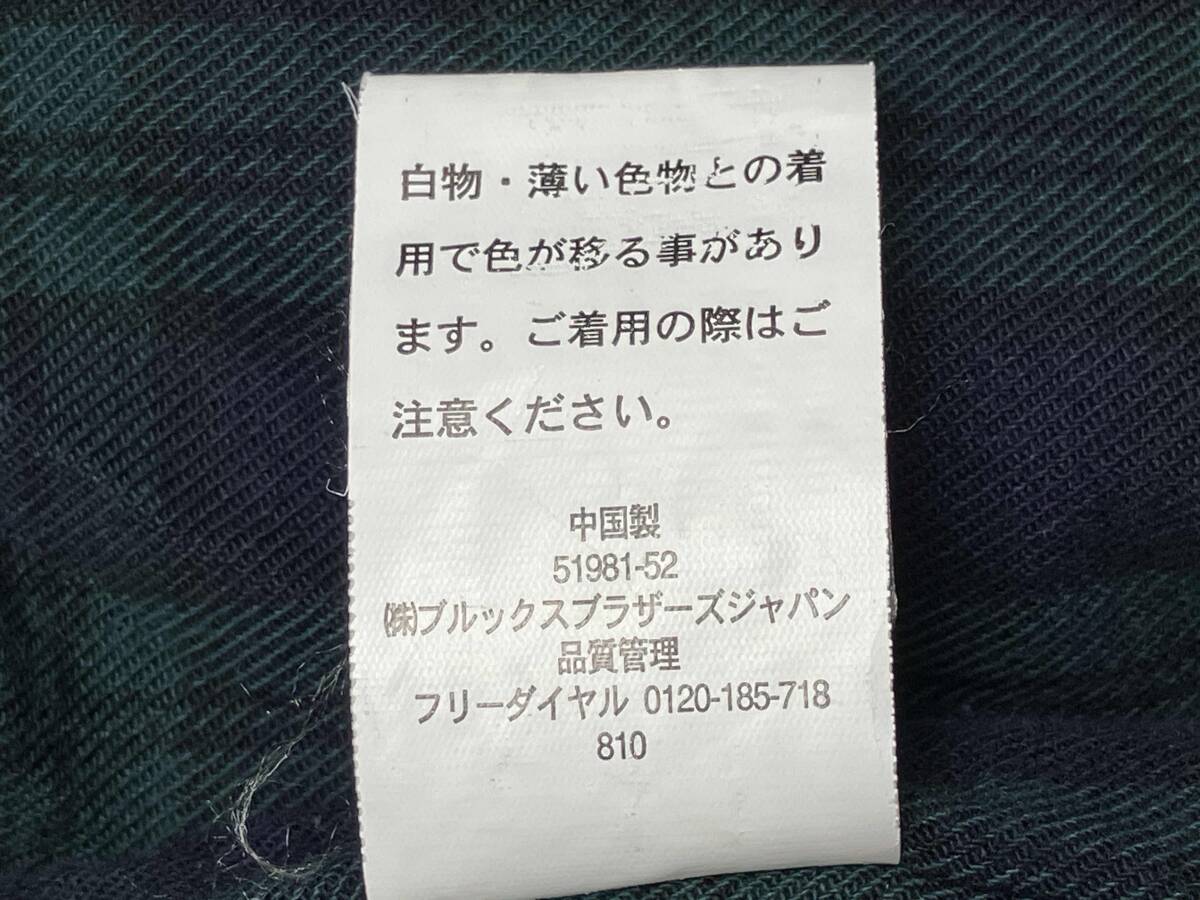 白物・薄い色物との着
用で色が移る事があり
ます。ご着用の際はご
注意ください。
中国製
51981-52
㈱ブルックスブラザーズジャパン
品質管理
フリーダイヤル 0120-185-718
810